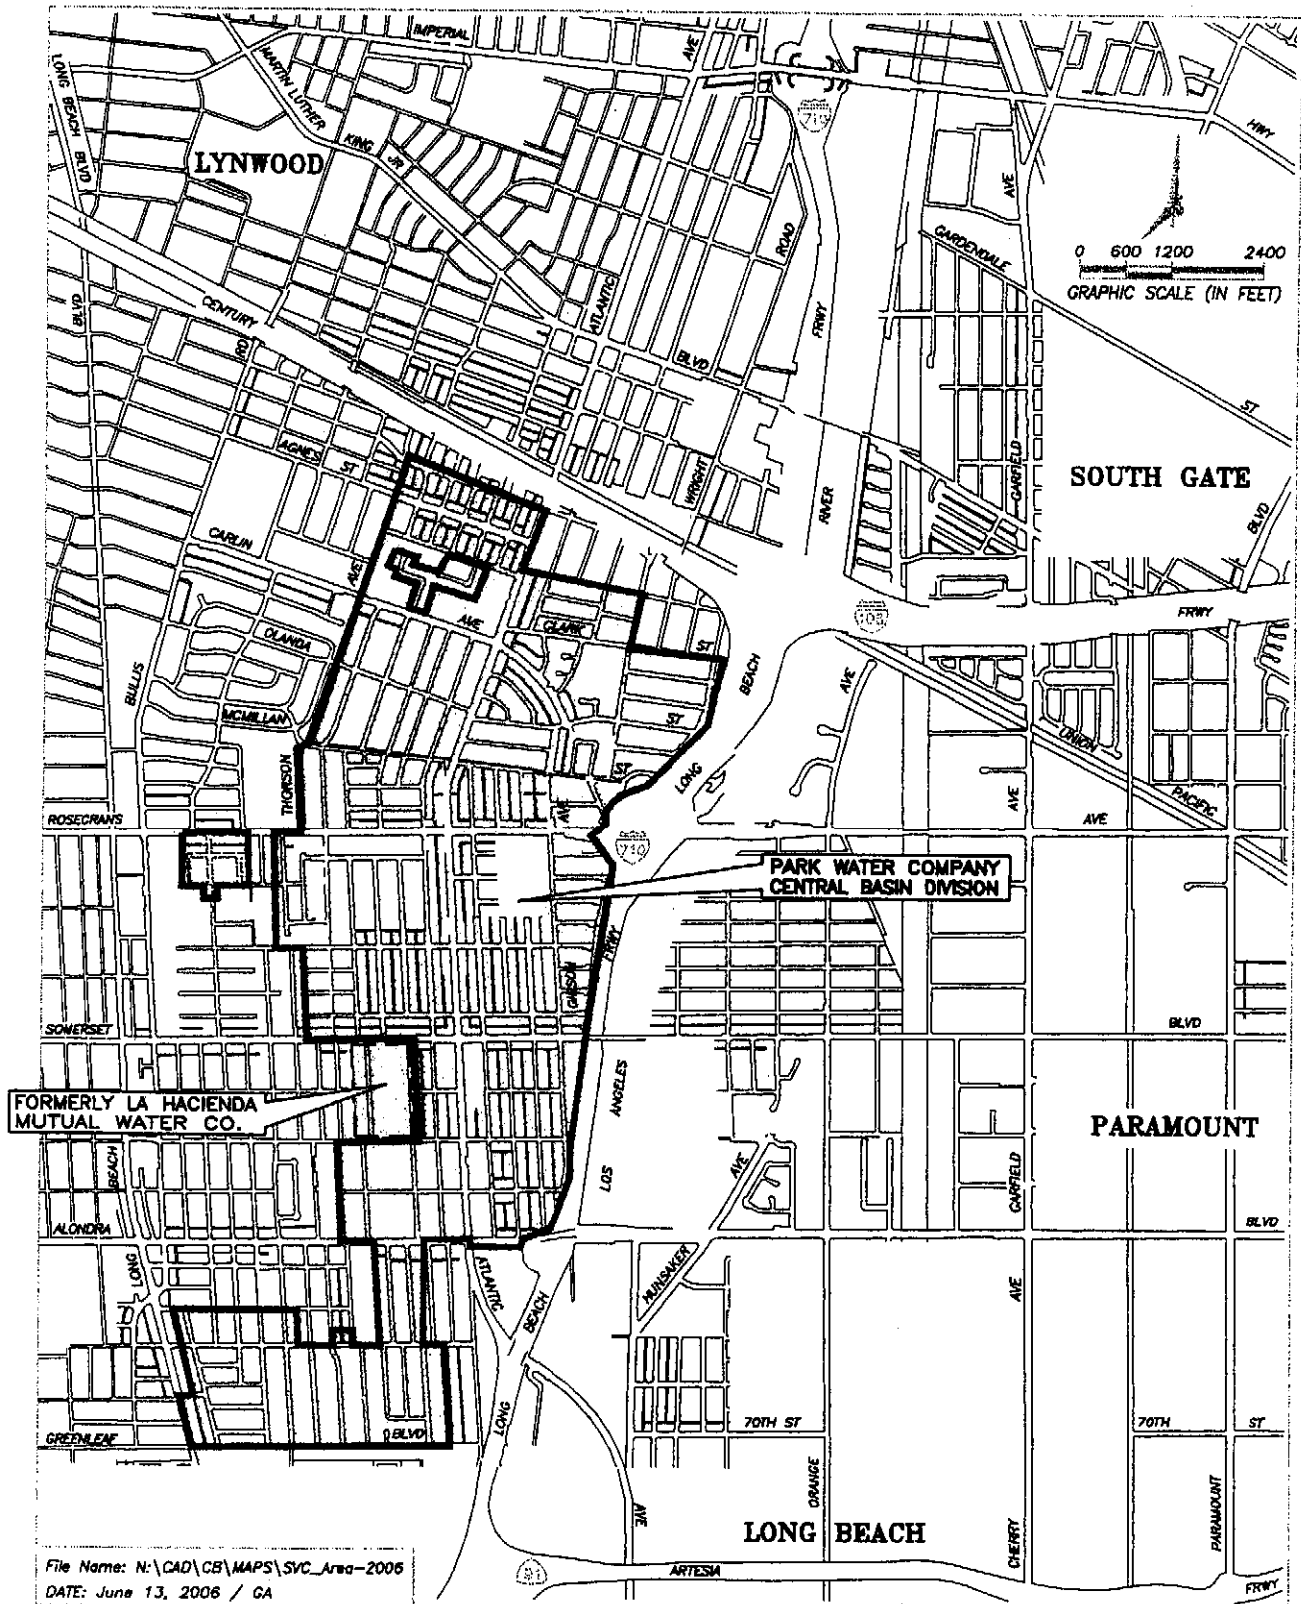 IMPERIAL
AVE
MARTIN LUTHER
KING
JR
LONG BEACH BLVD
LYNWOOD
710
HWY
AVE
ROAD
GARDENDALE
0 600 1200 2400
GRAPHIC SCALE (IN FEET)
CENTURY
BLVD
RD
ATLANTIC
BLVD
FRWY
ST
AGNES
ST
WRIGHT
RIVER
GARFIELD
SOUTH GATE
BLVD
CARLIN
AVE
AVE
CLARK
ST
105
FRWY
OLANDA
BULLIS
MCMILLAN
BEACH
AVE
ST
UNION
THORSON
ST
LONG
AVE
PACIFIC
ROSECRANS
AVE
AVE
710
PARK WATER COMPANY
CENTRAL BASIN DIVISION
GIBSON
FRWY
SOMERSET
BLVD
ANGELES
FORMERLY LA HACIENDA
MUTUAL WATER CO.
PARAMOUNT
BEACH
LOS
AVE
GARFIELD
ALONDRA
BLVD
LONG
ATLANTIC
HUNSAKER
BEACH
AVE
GREENLEAF
BLVD
LONG
70TH ST
70TH ST
ORANGE
AVE
LONG BEACH
CHERRY
PARAMOUNT
91
ARTESIA
FRWY
File Name: N:\CAD\CB\MAPS\SVC_Area-2006
DATE: June 13, 2006 / GA